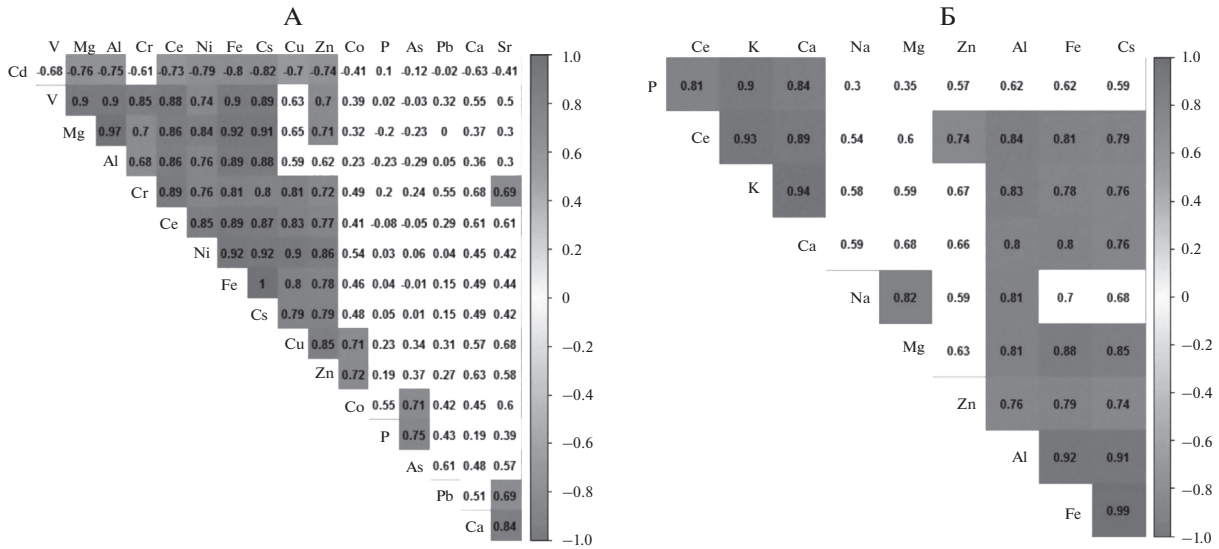 А
V Mg Al Cr Ce Ni Fe Cs Cu Zn Co P As Pb Ca Sr
Cd -0.68 -0.76 -0.75 -0.61 -0.73 -0.79 -0.8 -0.82 -0.7 -0.74 -0.41 0.1 -0.12 -0.02 -0.63 -0.41
V 0.9 0.9 0.85 0.88 0.74 0.9 0.89 0.63 0.7 0.39 0.02 -0.03 0.32 0.55 0.5
Mg 0.97 0.7 0.86 0.84 0.92 0.91 0.65 0.71 0.32 -0.2 -0.23 0 0.37 0.3
Al 0.68 0.86 0.76 0.89 0.88 0.59 0.62 0.23 -0.23 -0.29 0.05 0.36 0.3
Cr 0.89 0.76 0.81 0.8 0.81 0.72 0.49 0.2 0.24 0.55 0.68 0.69
Ce 0.85 0.89 0.87 0.83 0.77 0.41 -0.08 -0.05 0.29 0.61 0.61
Ni 0.92 0.92 0.9 0.86 0.54 0.03 0.06 0.04 0.45 0.42
Fe 1 0.8 0.78 0.46 0.04 -0.01 0.15 0.49 0.44
Cs 0.79 0.79 0.48 0.05 0.01 0.15 0.49 0.42
Cu 0.85 0.71 0.23 0.34 0.31 0.57 0.68
Zn 0.72 0.19 0.37 0.27 0.63 0.58
Co 0.55 0.71 0.42 0.45 0.6
P 0.75 0.43 0.19 0.39
As 0.61 0.48 0.57
Pb 0.51 0.69
Ca 0.84
1.0
0.8
0.6
0.4
0.2
0
−0.2
−0.4
−0.6
−0.8
−1.0
Б
Ce K Ca Na Mg Zn Al Fe Cs
P 0.81 0.9 0.84 0.3 0.35 0.57 0.62 0.62 0.59
Ce 0.93 0.89 0.54 0.6 0.74 0.84 0.81 0.79
K 0.94 0.58 0.59 0.67 0.83 0.78 0.76
Ca 0.59 0.68 0.66 0.8 0.8 0.76
Na 0.82 0.59 0.81 0.7 0.68
Mg 0.63 0.81 0.88 0.85
Zn 0.76 0.79 0.74
Al 0.92 0.91
Fe 0.99
1.0
0.8
0.6
0.4
0.2
0
−0.2
−0.4
−0.6
−0.8
−1.0